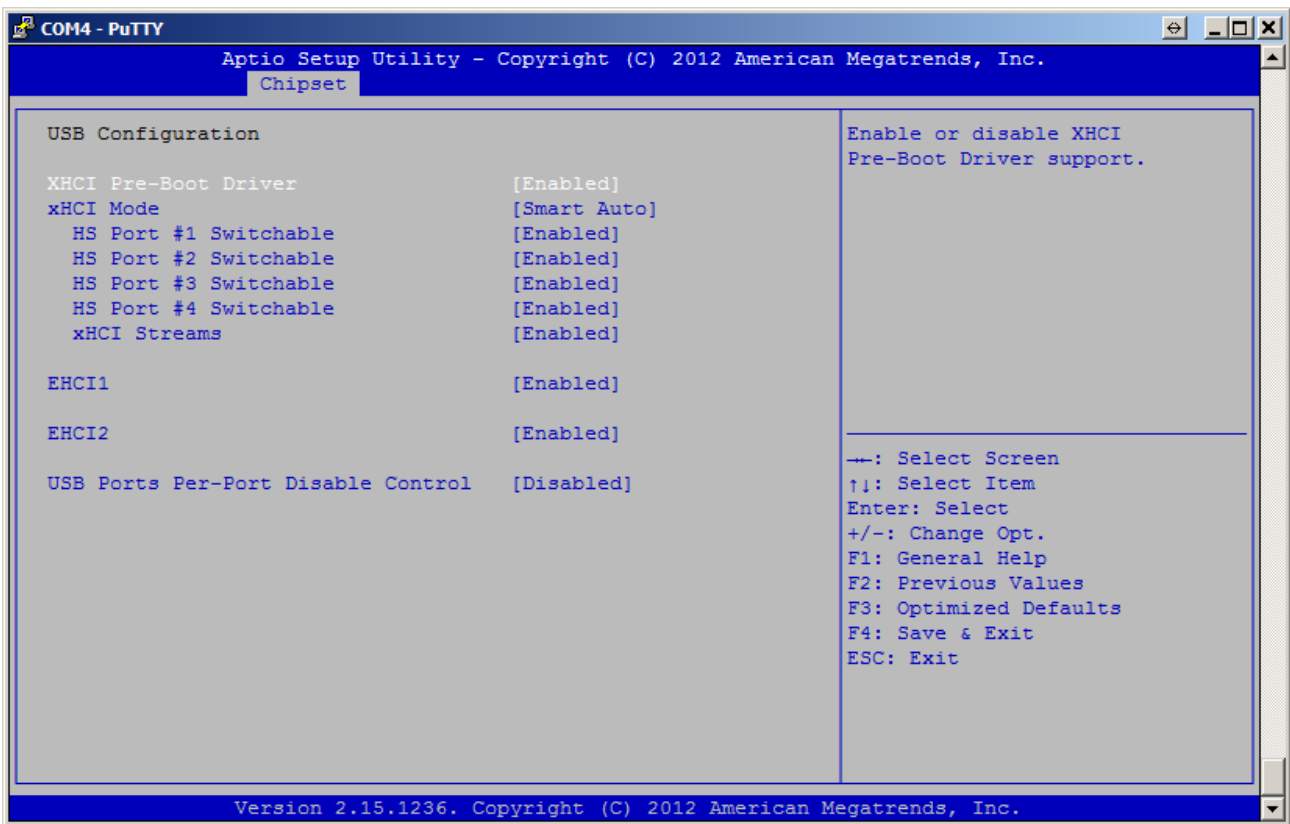 COM4 - PuTTY
Aptio Setup Utility - Copyright (C) 2012 American Megatrends, Inc.
Chipset
USB Configuration
XHCI Pre-Boot Driver [Enabled]
xHCI Mode [Smart Auto]
HS Port #1 Switchable [Enabled]
HS Port #2 Switchable [Enabled]
HS Port #3 Switchable [Enabled]
HS Port #4 Switchable [Enabled]
xHCI Streams [Enabled]
EHCI1 [Enabled]
EHCI2 [Enabled]
USB Ports Per-Port Disable Control [Disabled]
Enable or disable XHCI
Pre-Boot Driver support.
→←: Select Screen
↑↓: Select Item
Enter: Select
+/-: Change Opt.
F1: General Help
F2: Previous Values
F3: Optimized Defaults
F4: Save & Exit
ESC: Exit
Version 2.15.1236. Copyright (C) 2012 American Megatrends, Inc.